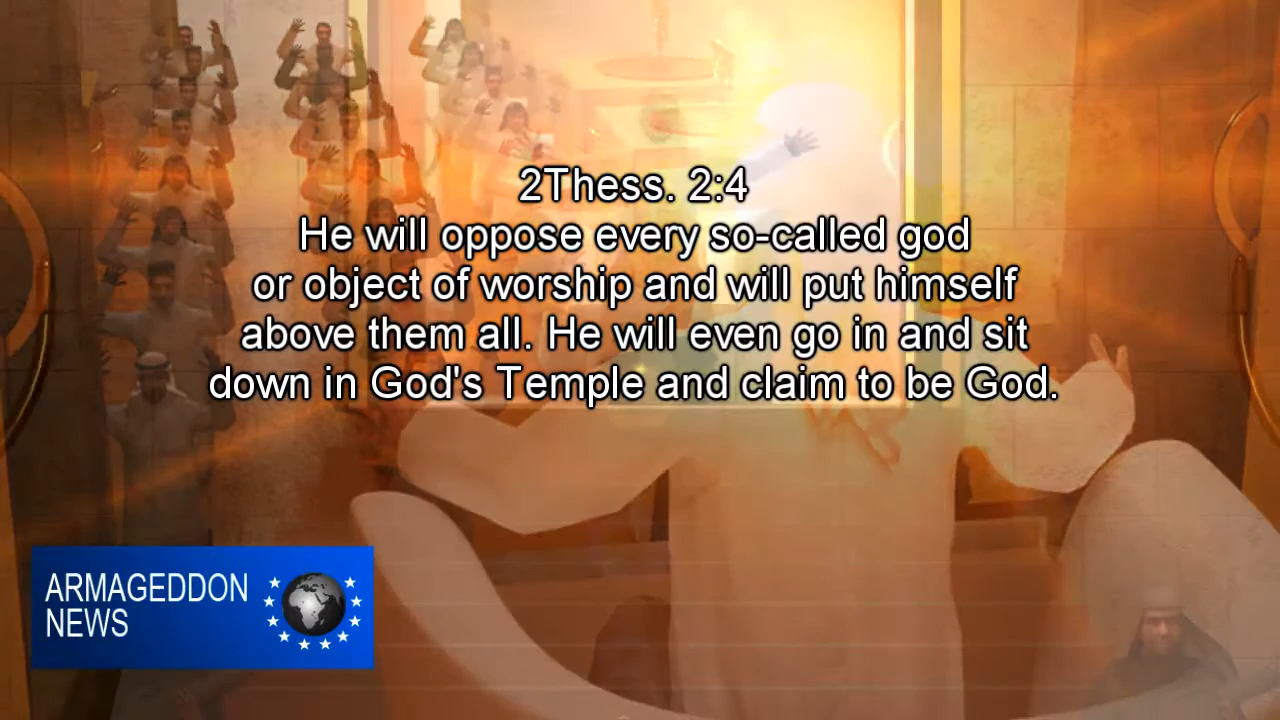 2Thess. 2:4
He will oppose every so-called god
or object of worship and will put himself
above them all. He will even go in and sit
down in God's Temple and claim to be God.
ARMAGEDDON
NEWS